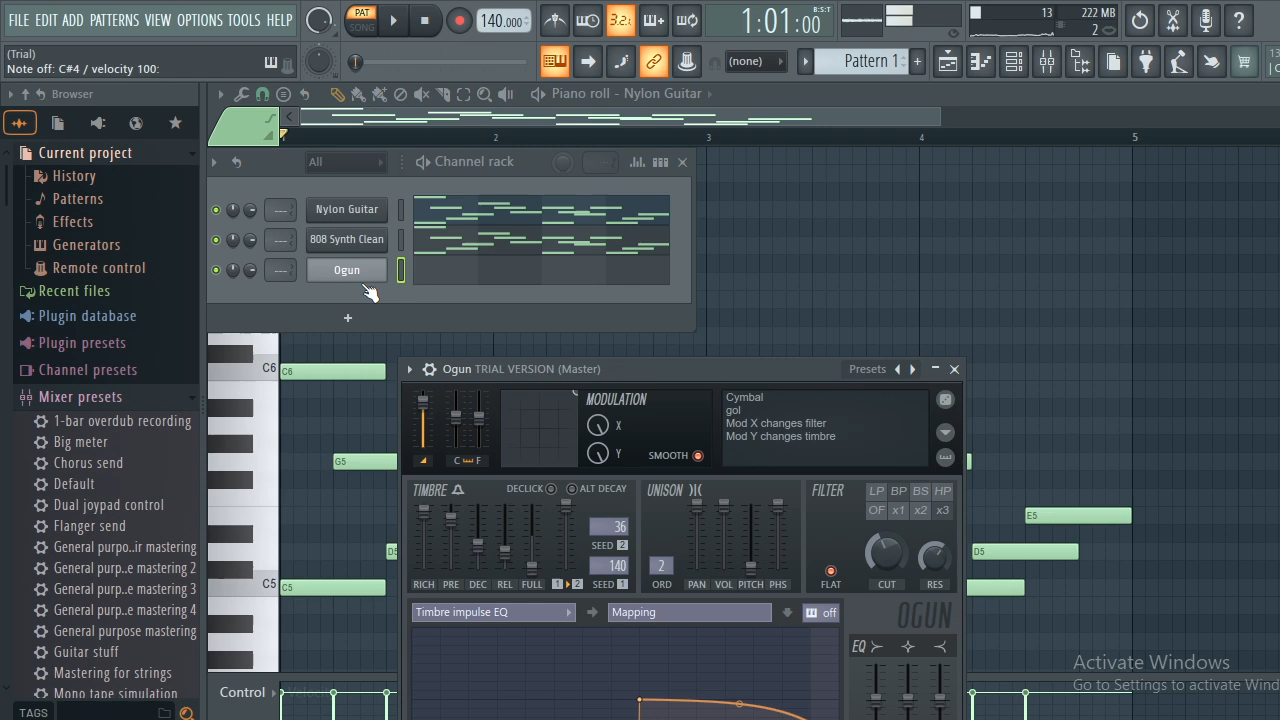 FILE EDIT ADD PATTERNS VIEW OPTIONS TOOLS HELP
PAT
SONG
140.000
3.2.
1:01:00
B:S:T
13
222 MB
2
(Trial)
Note off: C#4 / velocity 100:
(none)
Pattern 1
Browser
Piano roll - Nylon Guitar
2
3
4
5
Current project
History
Patterns
Effects
Generators
Remote control
Recent files
Plugin database
Plugin presets
Channel presets
Mixer presets
1-bar overdub recording
Big meter
Chorus send
Default
Dual joypad control
Flanger send
General purpo..ir mastering
General purp..e mastering 2
General purp..e mastering 3
General purp..e mastering 4
General purpose mastering
Guitar stuff
Mastering for strings
Mono tape simulation
TAGS
All
Channel rack
--- Nylon Guitar
--- 808 Synth Clean
--- Ogun
+
C6
C6
G5
D5
C5
C5
E5
D5
Control
Velocity
Ogun TRIAL VERSION (Master)
Presets
MODULATION
X
Y
SMOOTH
C F
Cymbal
gol
Mod X changes filter
Mod Y changes timbre
TIMBRE
DECLICK
ALT DECAY
36
SEED 2
140
SEED 1
RICH PRE DEC REL FULL 1 2
UNISON
2
ORD PAN VOL PITCH PHS
FILTER
LP BP BS HP
OF x1 x2 x3
FLAT CUT RES
Timbre impulse EQ
Mapping
off
OGUN
EQ
Activate Windows
Go to Settings to activate Wind